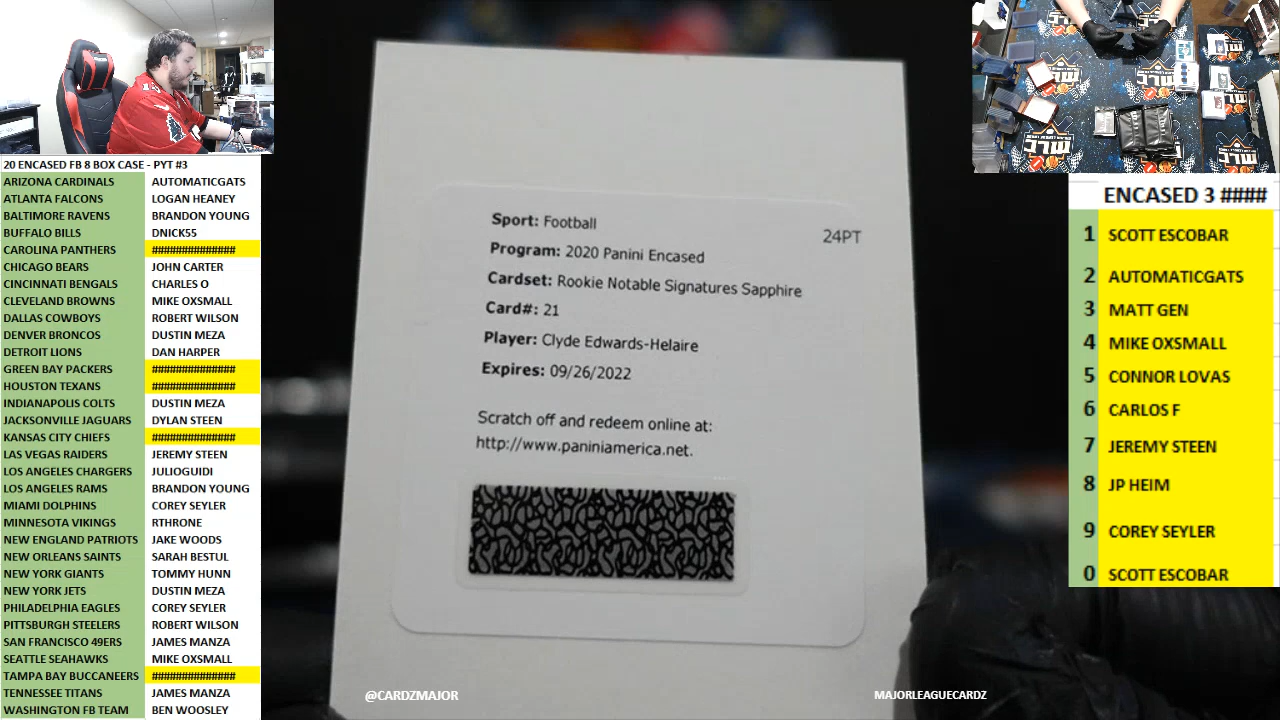 20 ENCASED FB 8 BOX CASE - PYT #3
ARIZONA CARDINALS AUTOMATICGATS
ATLANTA FALCONS LOGAN HEANEY
BALTIMORE RAVENS BRANDON YOUNG
BUFFALO BILLS DNICK55
CAROLINA PANTHERS ##############
CHICAGO BEARS JOHN CARTER
CINCINNATI BENGALS CHARLES O
CLEVELAND BROWNS MIKE OXSMALL
DALLAS COWBOYS ROBERT WILSON
DENVER BRONCOS DUSTIN MEZA
DETROIT LIONS DAN HARPER
GREEN BAY PACKERS ##############
HOUSTON TEXANS ##############
INDIANAPOLIS COLTS DUSTIN MEZA
JACKSONVILLE JAGUARS DYLAN STEEN
KANSAS CITY CHIEFS ##############
LAS VEGAS RAIDERS JEREMY STEEN
LOS ANGELES CHARGERS JULIOGUIDI
LOS ANGELES RAMS BRANDON YOUNG
MIAMI DOLPHINS COREY SEYLER
MINNESOTA VIKINGS RTHRONE
NEW ENGLAND PATRIOTS JAKE WOODS
NEW ORLEANS SAINTS SARAH BESTUL
NEW YORK GIANTS TOMMY HUNN
NEW YORK JETS DUSTIN MEZA
PHILADELPHIA EAGLES COREY SEYLER
PITTSBURGH STEELERS ROBERT WILSON
SAN FRANCISCO 49ERS JAMES MANZA
SEATTLE SEAHAWKS MIKE OXSMALL
TAMPA BAY BUCCANEERS ##############
TENNESSEE TITANS JAMES MANZA
WASHINGTON FB TEAM BEN WOOSLEY
24PT
Sport: Football
Program: 2020 Panini Encased
Cardset: Rookie Notable Signatures Sapphire
Card#: 21
Player: Clyde Edwards-Helaire
Expires: 09/26/2022
Scratch off and redeem online at:
http://www.paniniamerica.net.
@CARDZMAJOR
MAJORLEAGUECARDZ
ENCASED 3 ####
1 SCOTT ESCOBAR
2 AUTOMATICGATS
3 MATT GEN
4 MIKE OXSMALL
5 CONNOR LOVAS
6 CARLOS F
7 JEREMY STEEN
8 JP HEIM
9 COREY SEYLER
0 SCOTT ESCOBAR